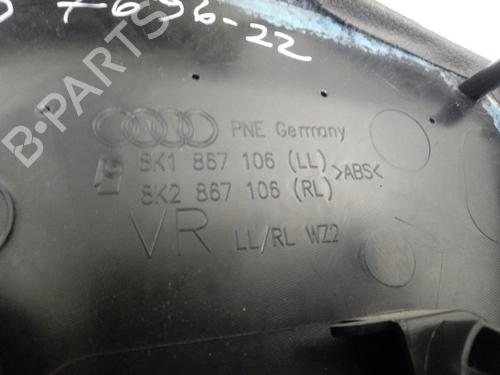 7696-22
B-PARTS
PNE Germany
8K1 867 106 (LL)
8K2 867 106 (RL)
>ABS<
VR LL/RL WZ2